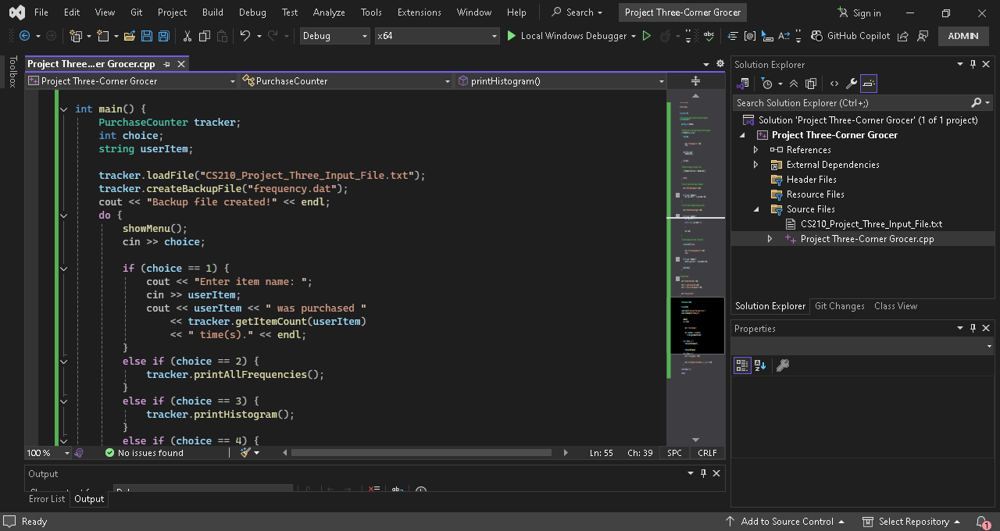 File Edit View Git Project Build Debug Test Analyze Tools Extensions Window Help Search Project Three-Corner Grocer Sign in
Debug x64 Local Windows Debugger GitHub Copilot ADMIN
Toolbox
Project Three...er Grocer.cpp
Project Three-Corner Grocer PurchaseCounter printHistogram()
int main() {
PurchaseCounter tracker;
int choice;
string userItem;
tracker.loadFile("CS210_Project_Three_Input_File.txt");
tracker.createBackupFile("frequency.dat");
cout << "Backup file created!" << endl;
do {
showMenu();
cin >> choice;
if (choice == 1) {
cout << "Enter item name: ";
cin >> userItem;
cout << userItem << " was purchased "
<< tracker.getItemCount(userItem)
<< " time(s)." << endl;
}
else if (choice == 2) {
tracker.printAllFrequencies();
}
else if (choice == 3) {
tracker.printHistogram();
}
else if (choice == 4) {
100 % No issues found Ln: 55 Ch: 39 SPC CRLF
Output
Error List Output
Solution Explorer
Search Solution Explorer (Ctrl+;)
Solution 'Project Three-Corner Grocer' (1 of 1 project)
Project Three-Corner Grocer
References
External Dependencies
Header Files
Resource Files
Source Files
CS210_Project_Three_Input_File.txt
Project Three-Corner Grocer.cpp
Solution Explorer Git Changes Class View
Properties
Ready Add to Source Control Select Repository 1